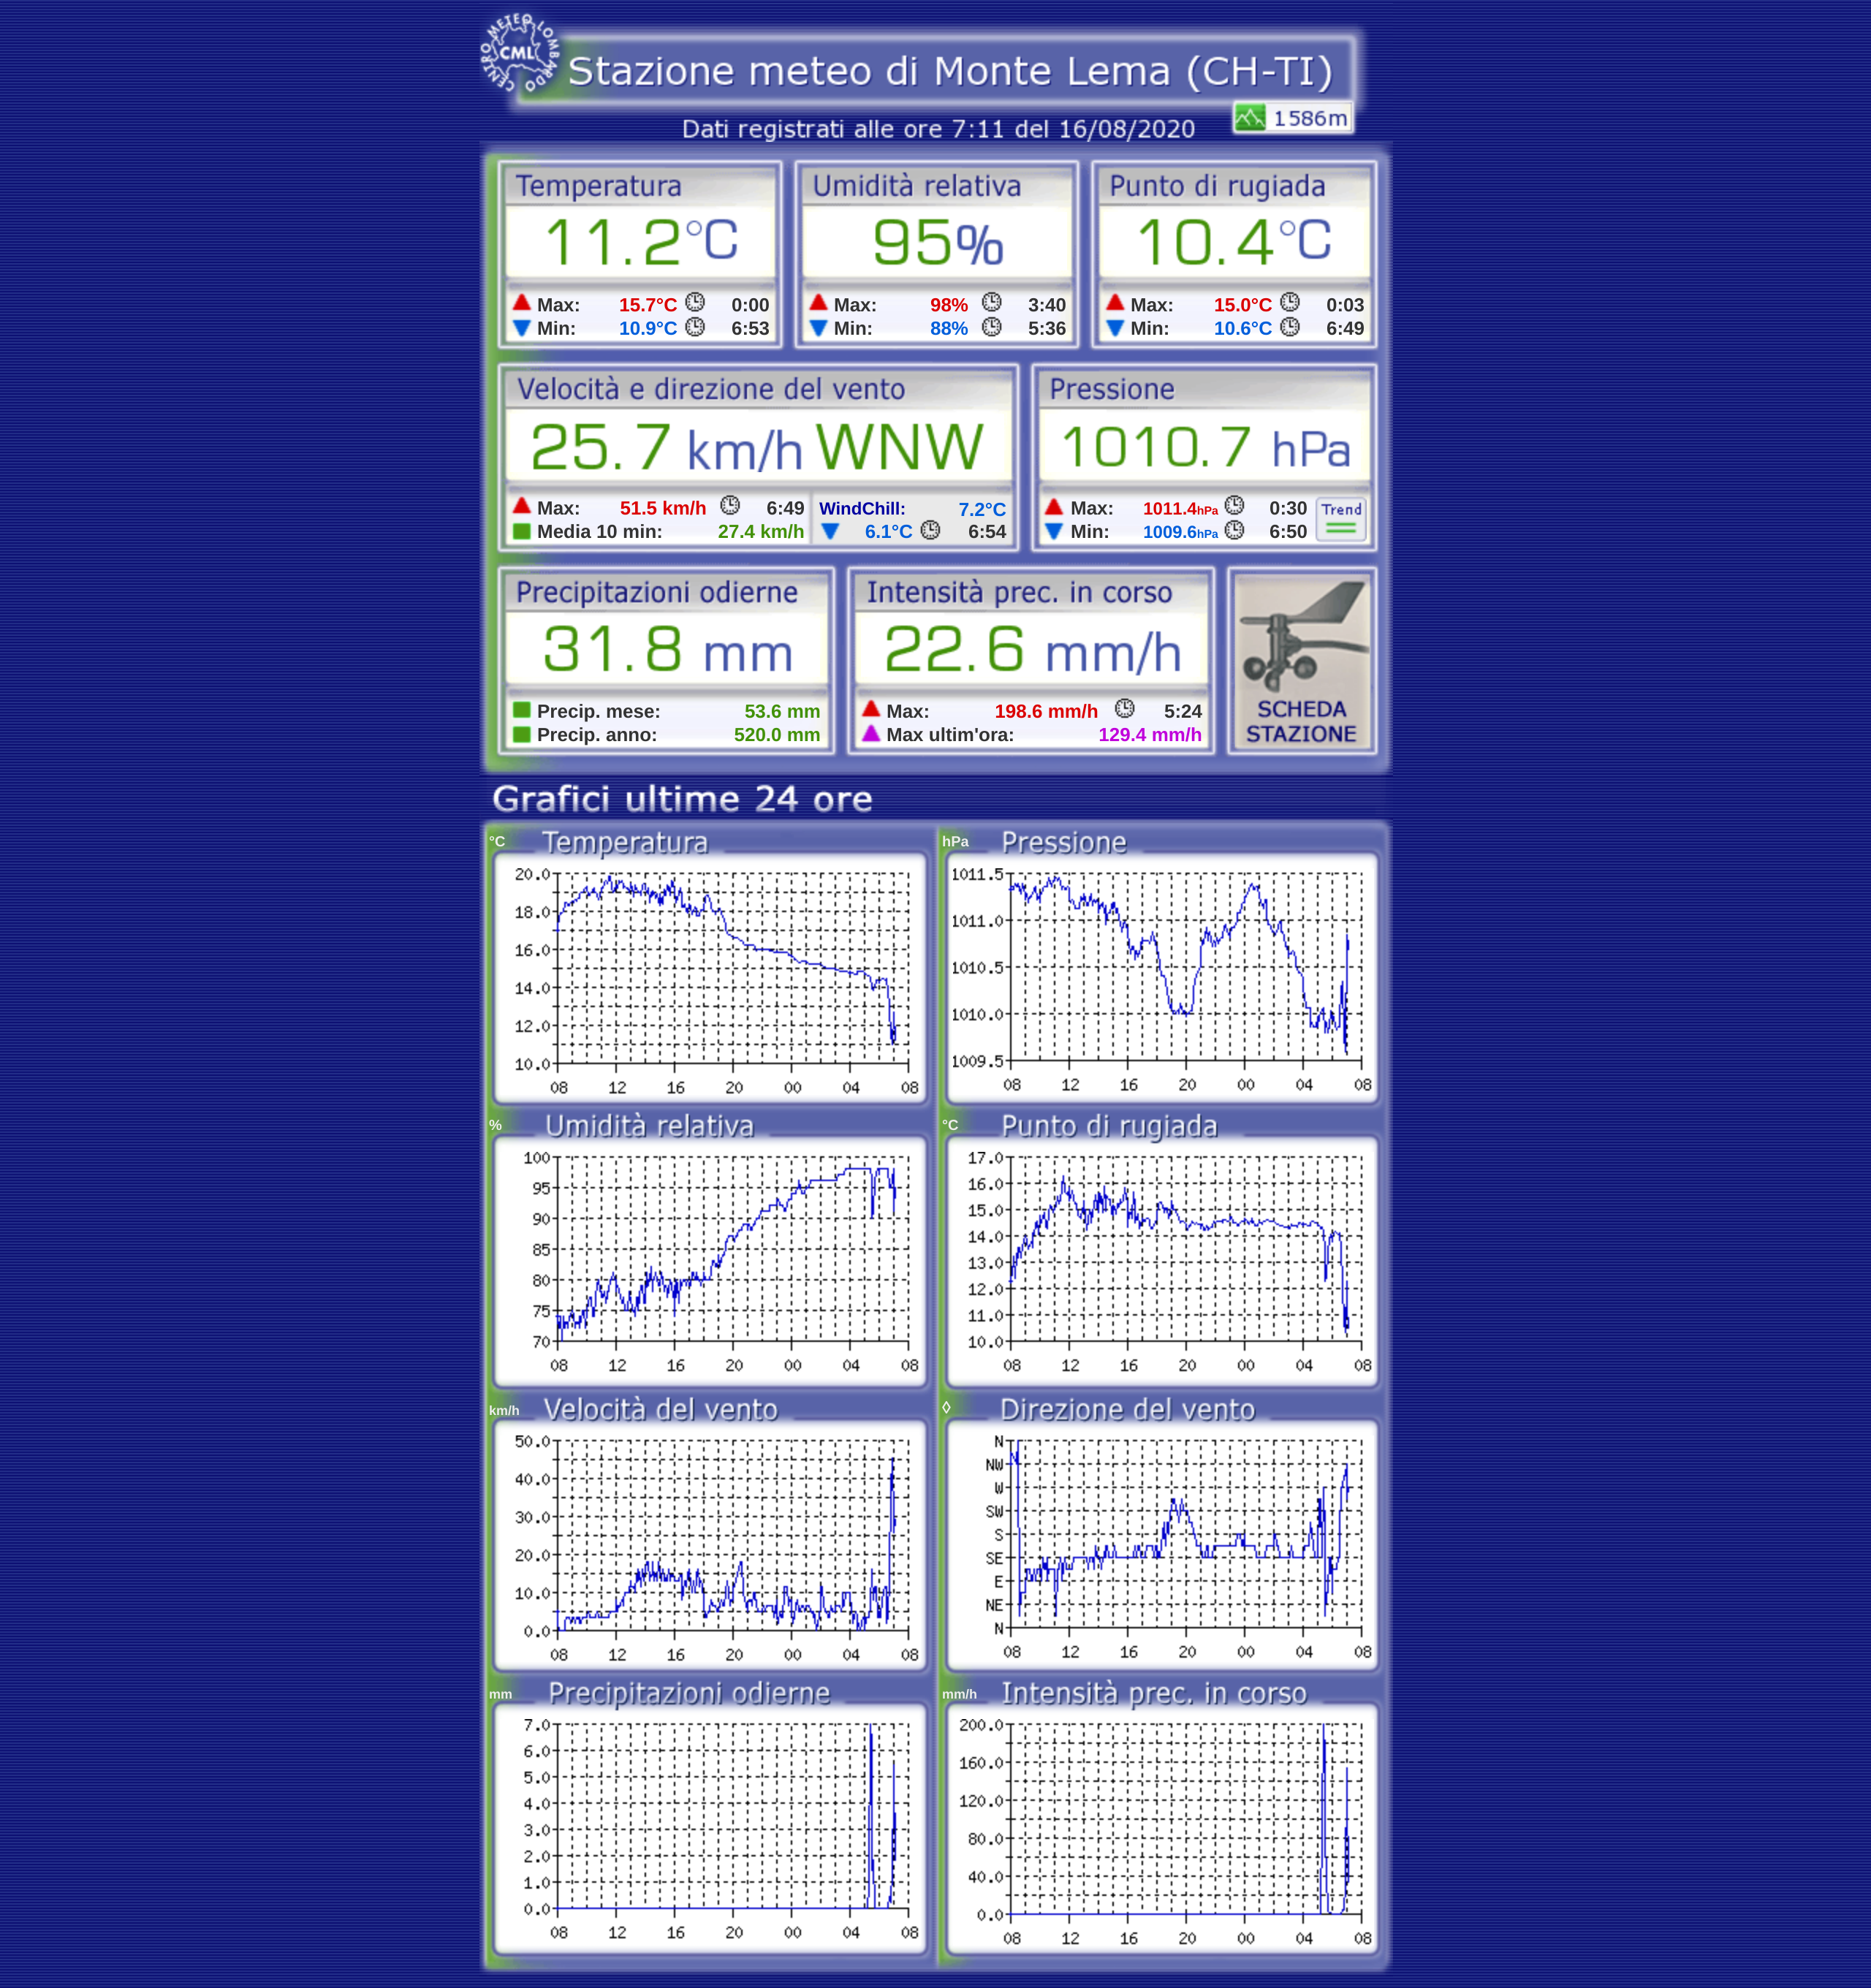 CENTRO METEO LOMBARDO
CML
Stazione meteo di Monte Lema (CH-TI)
1586m
Dati registrati alle ore 7:11 del 16/08/2020
Temperatura
11.2°C
Max: 15.7°C 0:00
Min: 10.9°C 6:53
Umidità relativa
95%
Max: 98% 3:40
Min: 88% 5:36
Punto di rugiada
10.4°C
Max: 15.0°C 0:03
Min: 10.6°C 6:49
Velocità e direzione del vento
25.7 km/h WNW
Max: 51.5 km/h 6:49
Media 10 min: 27.4 km/h
WindChill: 7.2°C
6.1°C 6:54
Pressione
1010.7 hPa
Max: 1011.4hPa 0:30
Min: 1009.6hPa 6:50
Trend
Precipitazioni odierne
31.8 mm
Precip. mese: 53.6 mm
Precip. anno: 520.0 mm
Intensità prec. in corso
22.6 mm/h
Max: 198.6 mm/h 5:24
Max ultim'ora: 129.4 mm/h
SCHEDA
STAZIONE
Grafici ultime 24 ore
°C Temperatura
20.0
18.0
16.0
14.0
12.0
10.0
08 12 16 20 00 04 08
hPa Pressione
1011.5
1011.0
1010.5
1010.0
1009.5
08 12 16 20 00 04 08
% Umidità relativa
100
95
90
85
80
75
70
08 12 16 20 00 04 08
°C Punto di rugiada
17.0
16.0
15.0
14.0
13.0
12.0
11.0
10.0
08 12 16 20 00 04 08
km/h Velocità del vento
50.0
40.0
30.0
20.0
10.0
0.0
08 12 16 20 00 04 08
◊ Direzione del vento
N
NW
W
SW
S
SE
E
NE
N
08 12 16 20 00 04 08
mm Precipitazioni odierne
7.0
6.0
5.0
4.0
3.0
2.0
1.0
0.0
08 12 16 20 00 04 08
mm/h Intensità prec. in corso
200.0
160.0
120.0
80.0
40.0
0.0
08 12 16 20 00 04 08